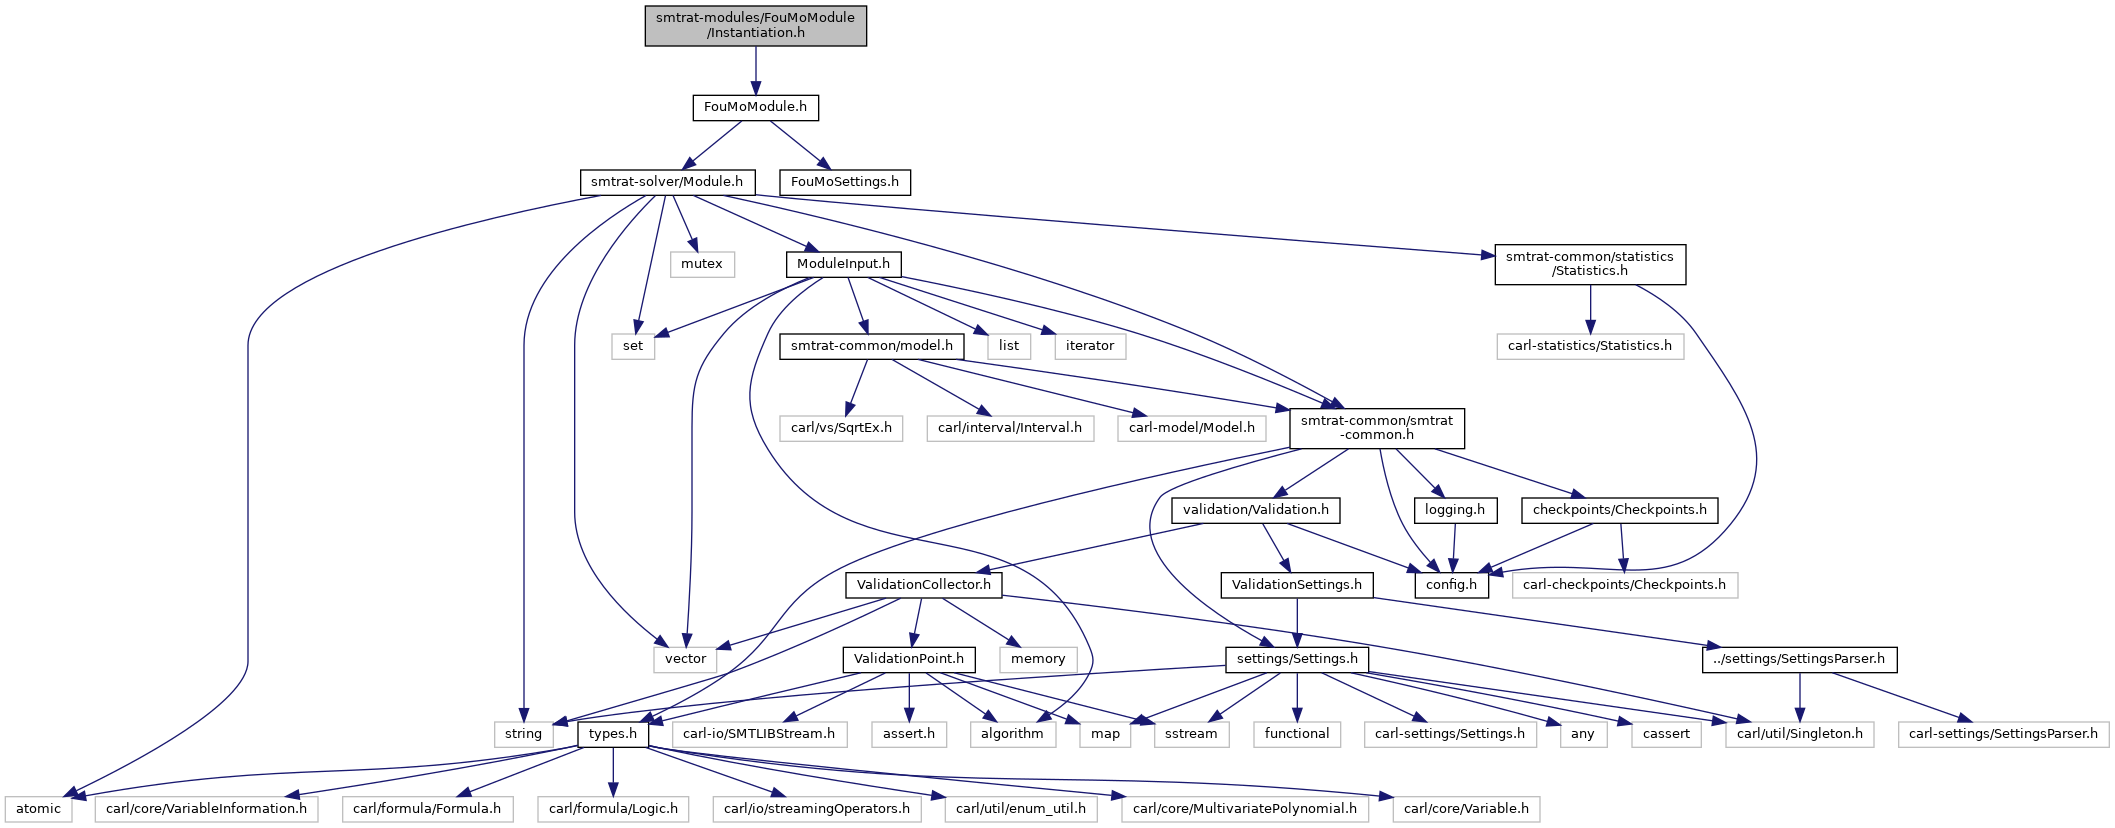 smtrat-modules/FouMoModule
/Instantiation.h
FouMoModule.h
smtrat-solver/Module.h
FouMoSettings.h
mutex
ModuleInput.h
smtrat-common/statistics
/Statistics.h
set
smtrat-common/model.h
list
iterator
carl-statistics/Statistics.h
carl/vs/SqrtEx.h
carl/interval/Interval.h
carl-model/Model.h
smtrat-common/smtrat
-common.h
validation/Validation.h
logging.h
checkpoints/Checkpoints.h
ValidationCollector.h
ValidationSettings.h
config.h
carl-checkpoints/Checkpoints.h
vector
ValidationPoint.h
memory
settings/Settings.h
../settings/SettingsParser.h
string
types.h
carl-io/SMTLIBStream.h
assert.h
algorithm
map
sstream
functional
carl-settings/Settings.h
any
cassert
carl/util/Singleton.h
carl-settings/SettingsParser.h
atomic
carl/core/VariableInformation.h
carl/formula/Formula.h
carl/formula/Logic.h
carl/io/streamingOperators.h
carl/util/enum_util.h
carl/core/MultivariatePolynomial.h
carl/core/Variable.h